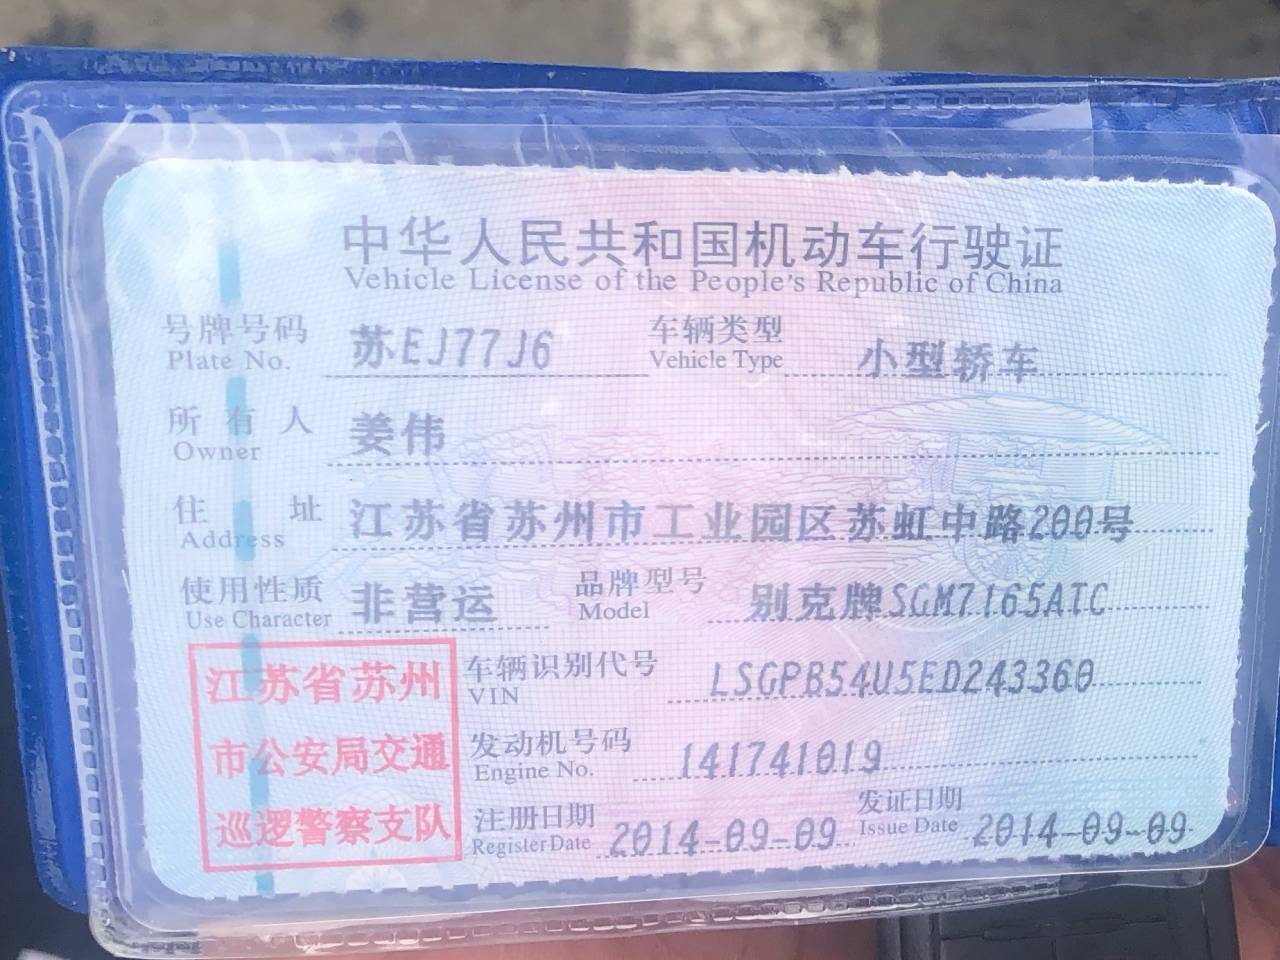 中华人民共和国机动车行驶证
Vehicle License of the People's Republic of China
号牌号码 苏EJ77J6 车辆类型 小型轿车
Plate No. Vehicle Type
所有人 姜伟
Owner
住址 江苏省苏州市工业园区苏虹中路200号
Address
使用性质 非营运 品牌型号 别克牌SGM7165ATC
Use Character Model
江苏省苏州 车辆识别代号 LSGPB54U5ED243360
VIN
市公安局交通 发动机号码 141741019
Engine No.
巡逻警察支队 注册日期 2014-09-09 发证日期 2014-09-09
Register Date Issue Date